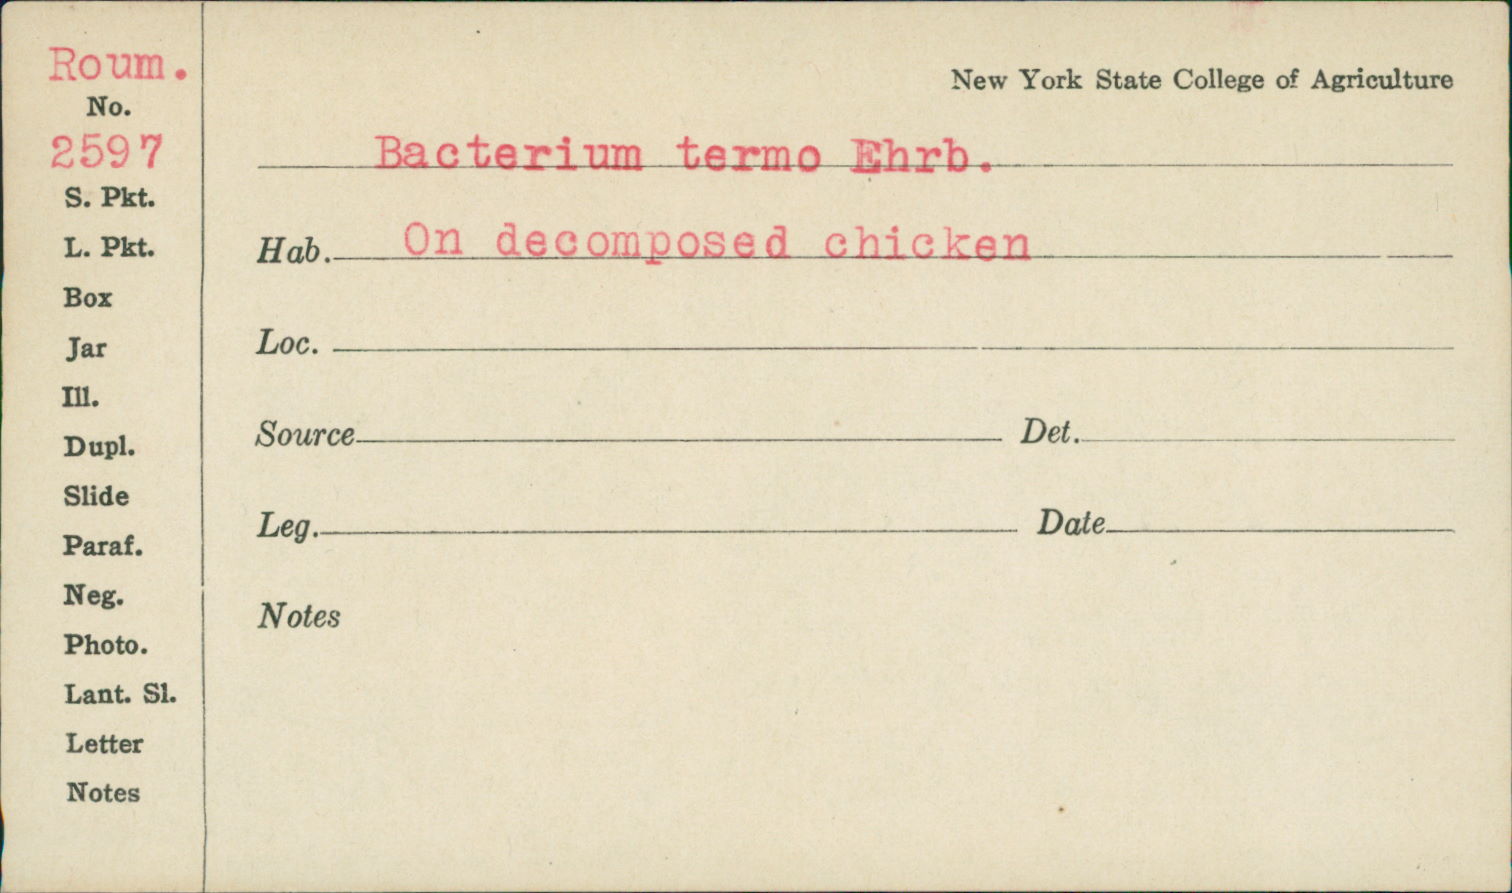 Roum.
No.
2597
S. Pkt.
L. Pkt.
Box
Jar
Ill.
Dupl.
Slide
Paraf.
Neg.
Photo.
Lant. Sl.
Letter
Notes
New York State College of Agriculture
Bacterium termo Ehrb.
Hab. On decomposed chicken
Loc.
Source Det.
Leg. Date
Notes